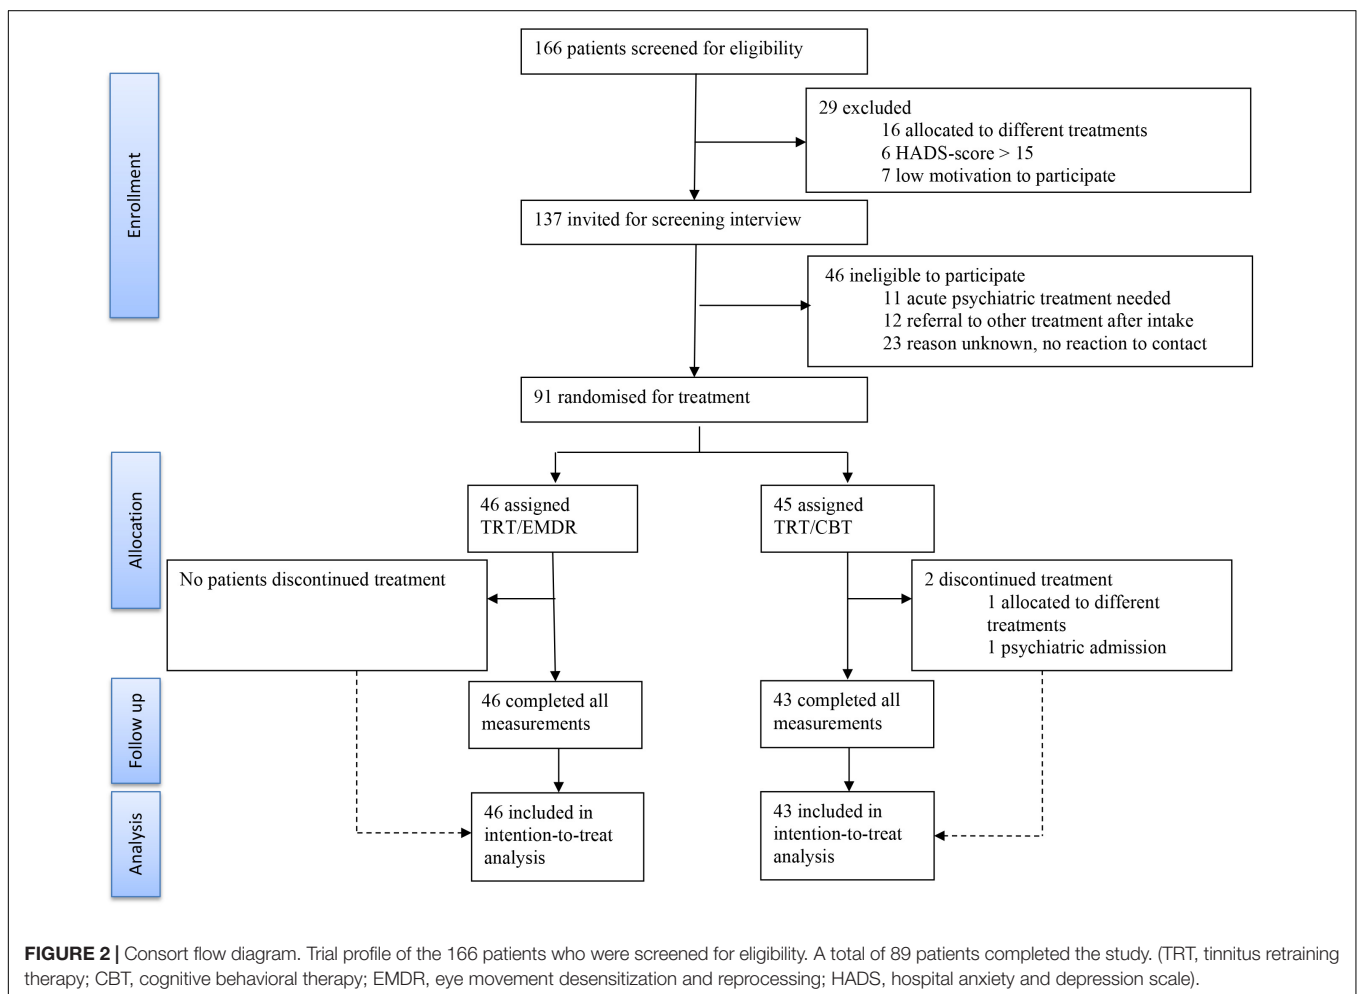 166 patients screened for eligibility
Enrollment
29 excluded
16 allocated to different treatments
6 HADS-score > 15
7 low motivation to participate
137 invited for screening interview
46 ineligible to participate
11 acute psychiatric treatment needed
12 referral to other treatment after intake
23 reason unknown, no reaction to contact
91 randomised for treatment
Allocation
46 assigned
TRT/EMDR
45 assigned
TRT/CBT
No patients discontinued treatment
2 discontinued treatment
1 allocated to different
treatments
1 psychiatric admission
Follow up
46 completed all
measurements
43 completed all
measurements
Analysis
46 included in
intention-to-treat
analysis
43 included in
intention-to-treat
analysis
FIGURE 2 | Consort flow diagram. Trial profile of the 166 patients who were screened for eligibility. A total of 89 patients completed the study. (TRT, tinnitus retraining
therapy; CBT, cognitive behavioral therapy; EMDR, eye movement desensitization and reprocessing; HADS, hospital anxiety and depression scale).